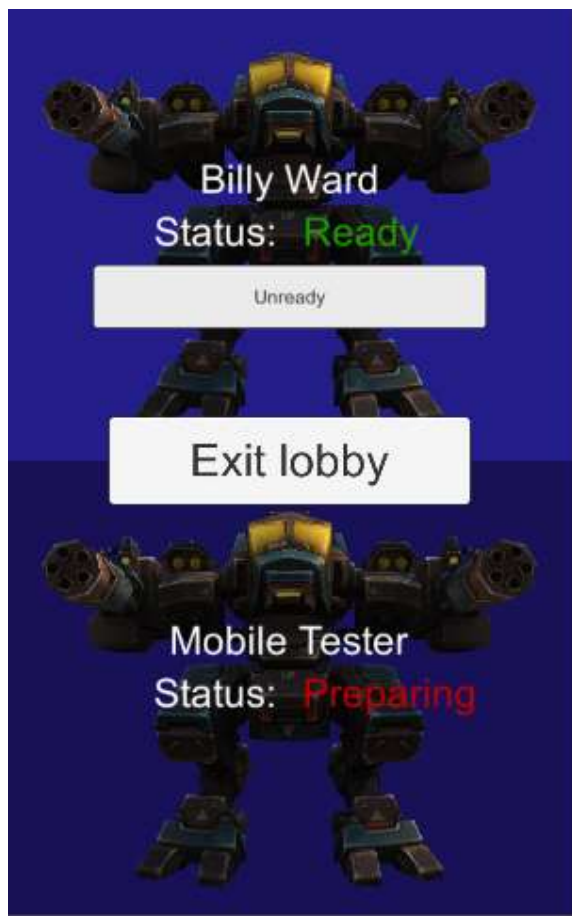 Billy Ward
Status: Ready
Unready
Exit lobby
Mobile Tester
Status: Preparing